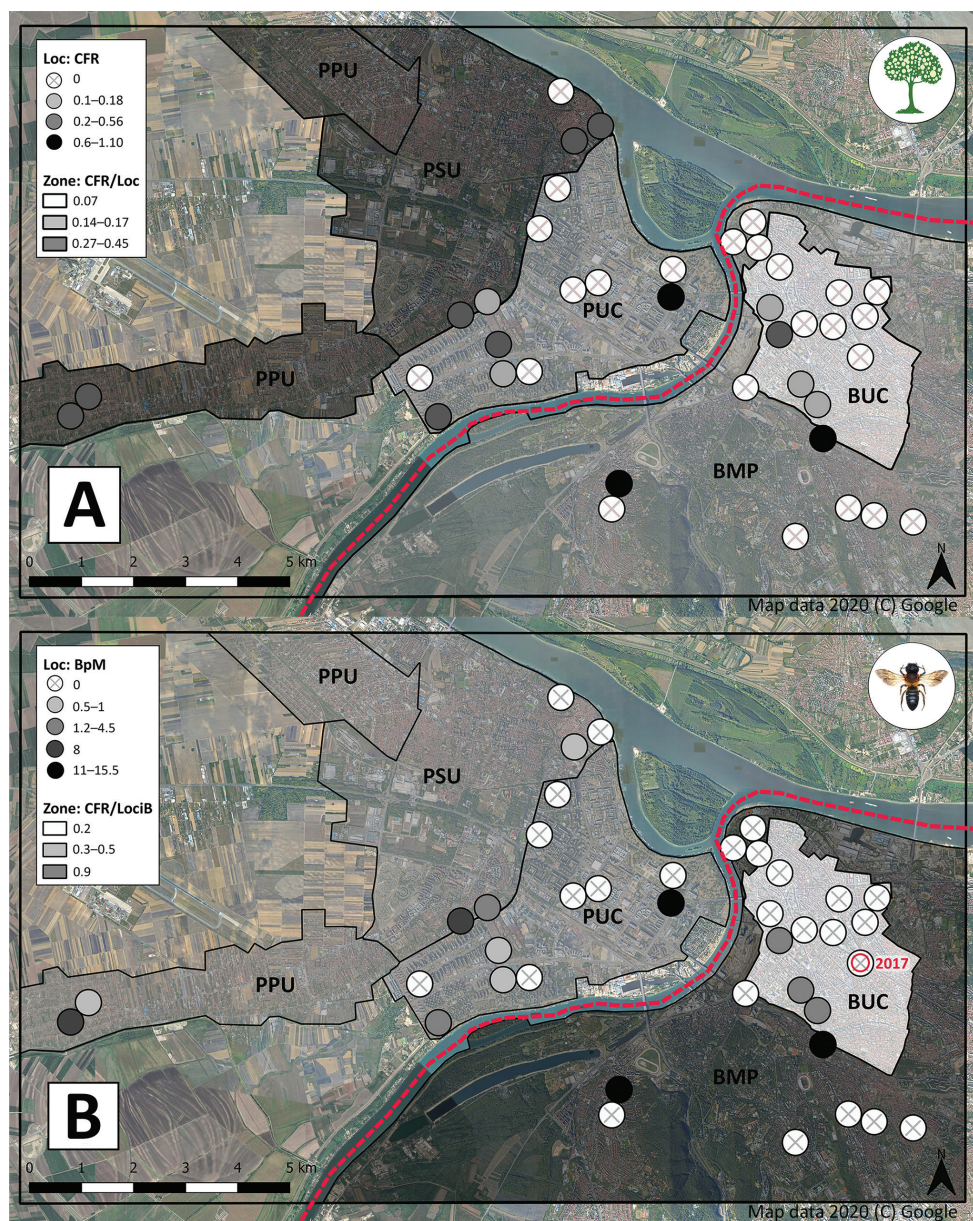 Loc: CFR
0
0.1–0.18
0.2–0.56
0.6–1.10
Zone: CFR/Loc
0.07
0.14–0.17
0.27–0.45
PPU
PSU
PUC
PPU
BUC
BMP
A
0 1 2 3 4 5 km
N
Map data 2020 (C) Google
Loc: BpM
0
0.5–1
1.2–4.5
8
11–15.5
Zone: CFR/LociB
0.2
0.3–0.5
0.9
PPU
PSU
PUC
2017
PPU
BUC
BMP
B
0 1 2 3 4 5 km
N
Map data 2020 (C) Google